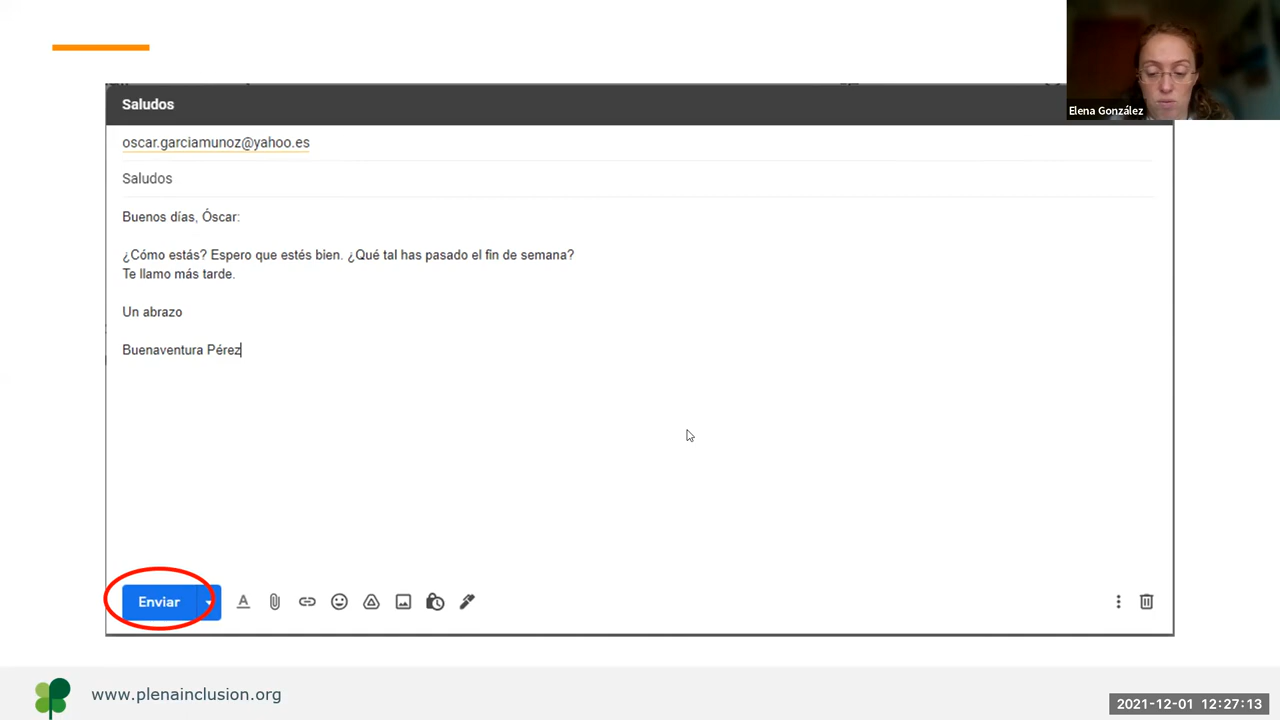 Elena González
Saludos
oscar.garciamunoz@yahoo.es
Saludos
Buenos días, Óscar:
¿Cómo estás? Espero que estés bien. ¿Qué tal has pasado el fin de semana?
Te llamo más tarde.
Un abrazo
Buenaventura Pérez
Enviar
www.plenainclusion.org
2021-12-01 12:27:13